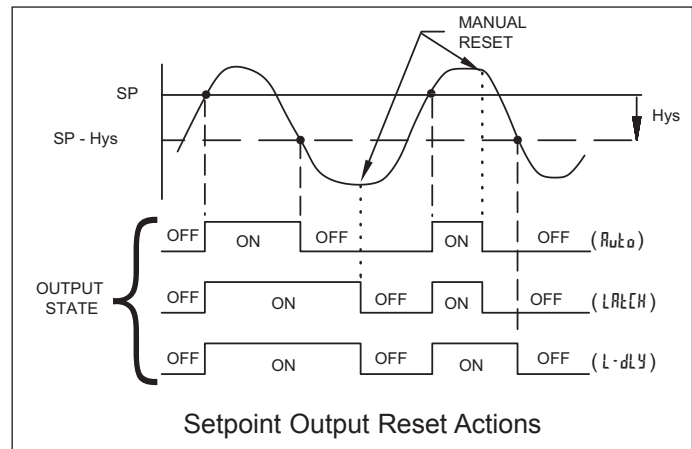 MANUAL
RESET
SP
Hys
SP - Hys
OFF ON OFF ON OFF (Auto)
OUTPUT
STATE
OFF ON OFF ON OFF (LAtCH)
OFF ON OFF ON OFF (L-dLY)
Setpoint Output Reset Actions